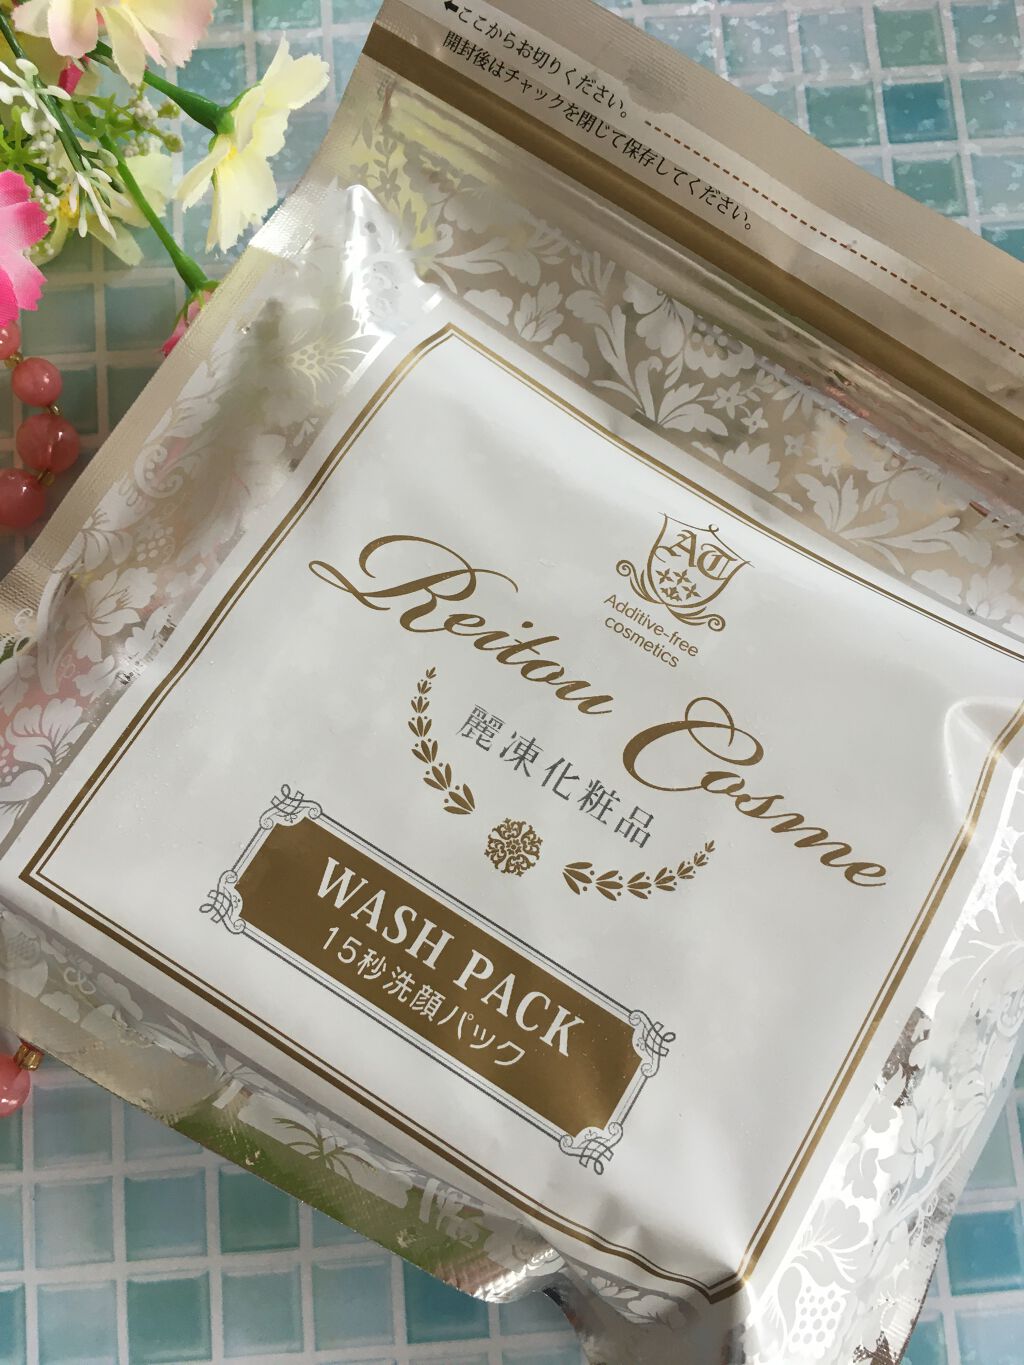 ⬅ここからお切りください。
開封後はチャックを閉じて保存してください。
AT
Additive-free
cosmetics
Reitou Cosme
麗凍化粧品
WASH PACK
15秒洗顔パック